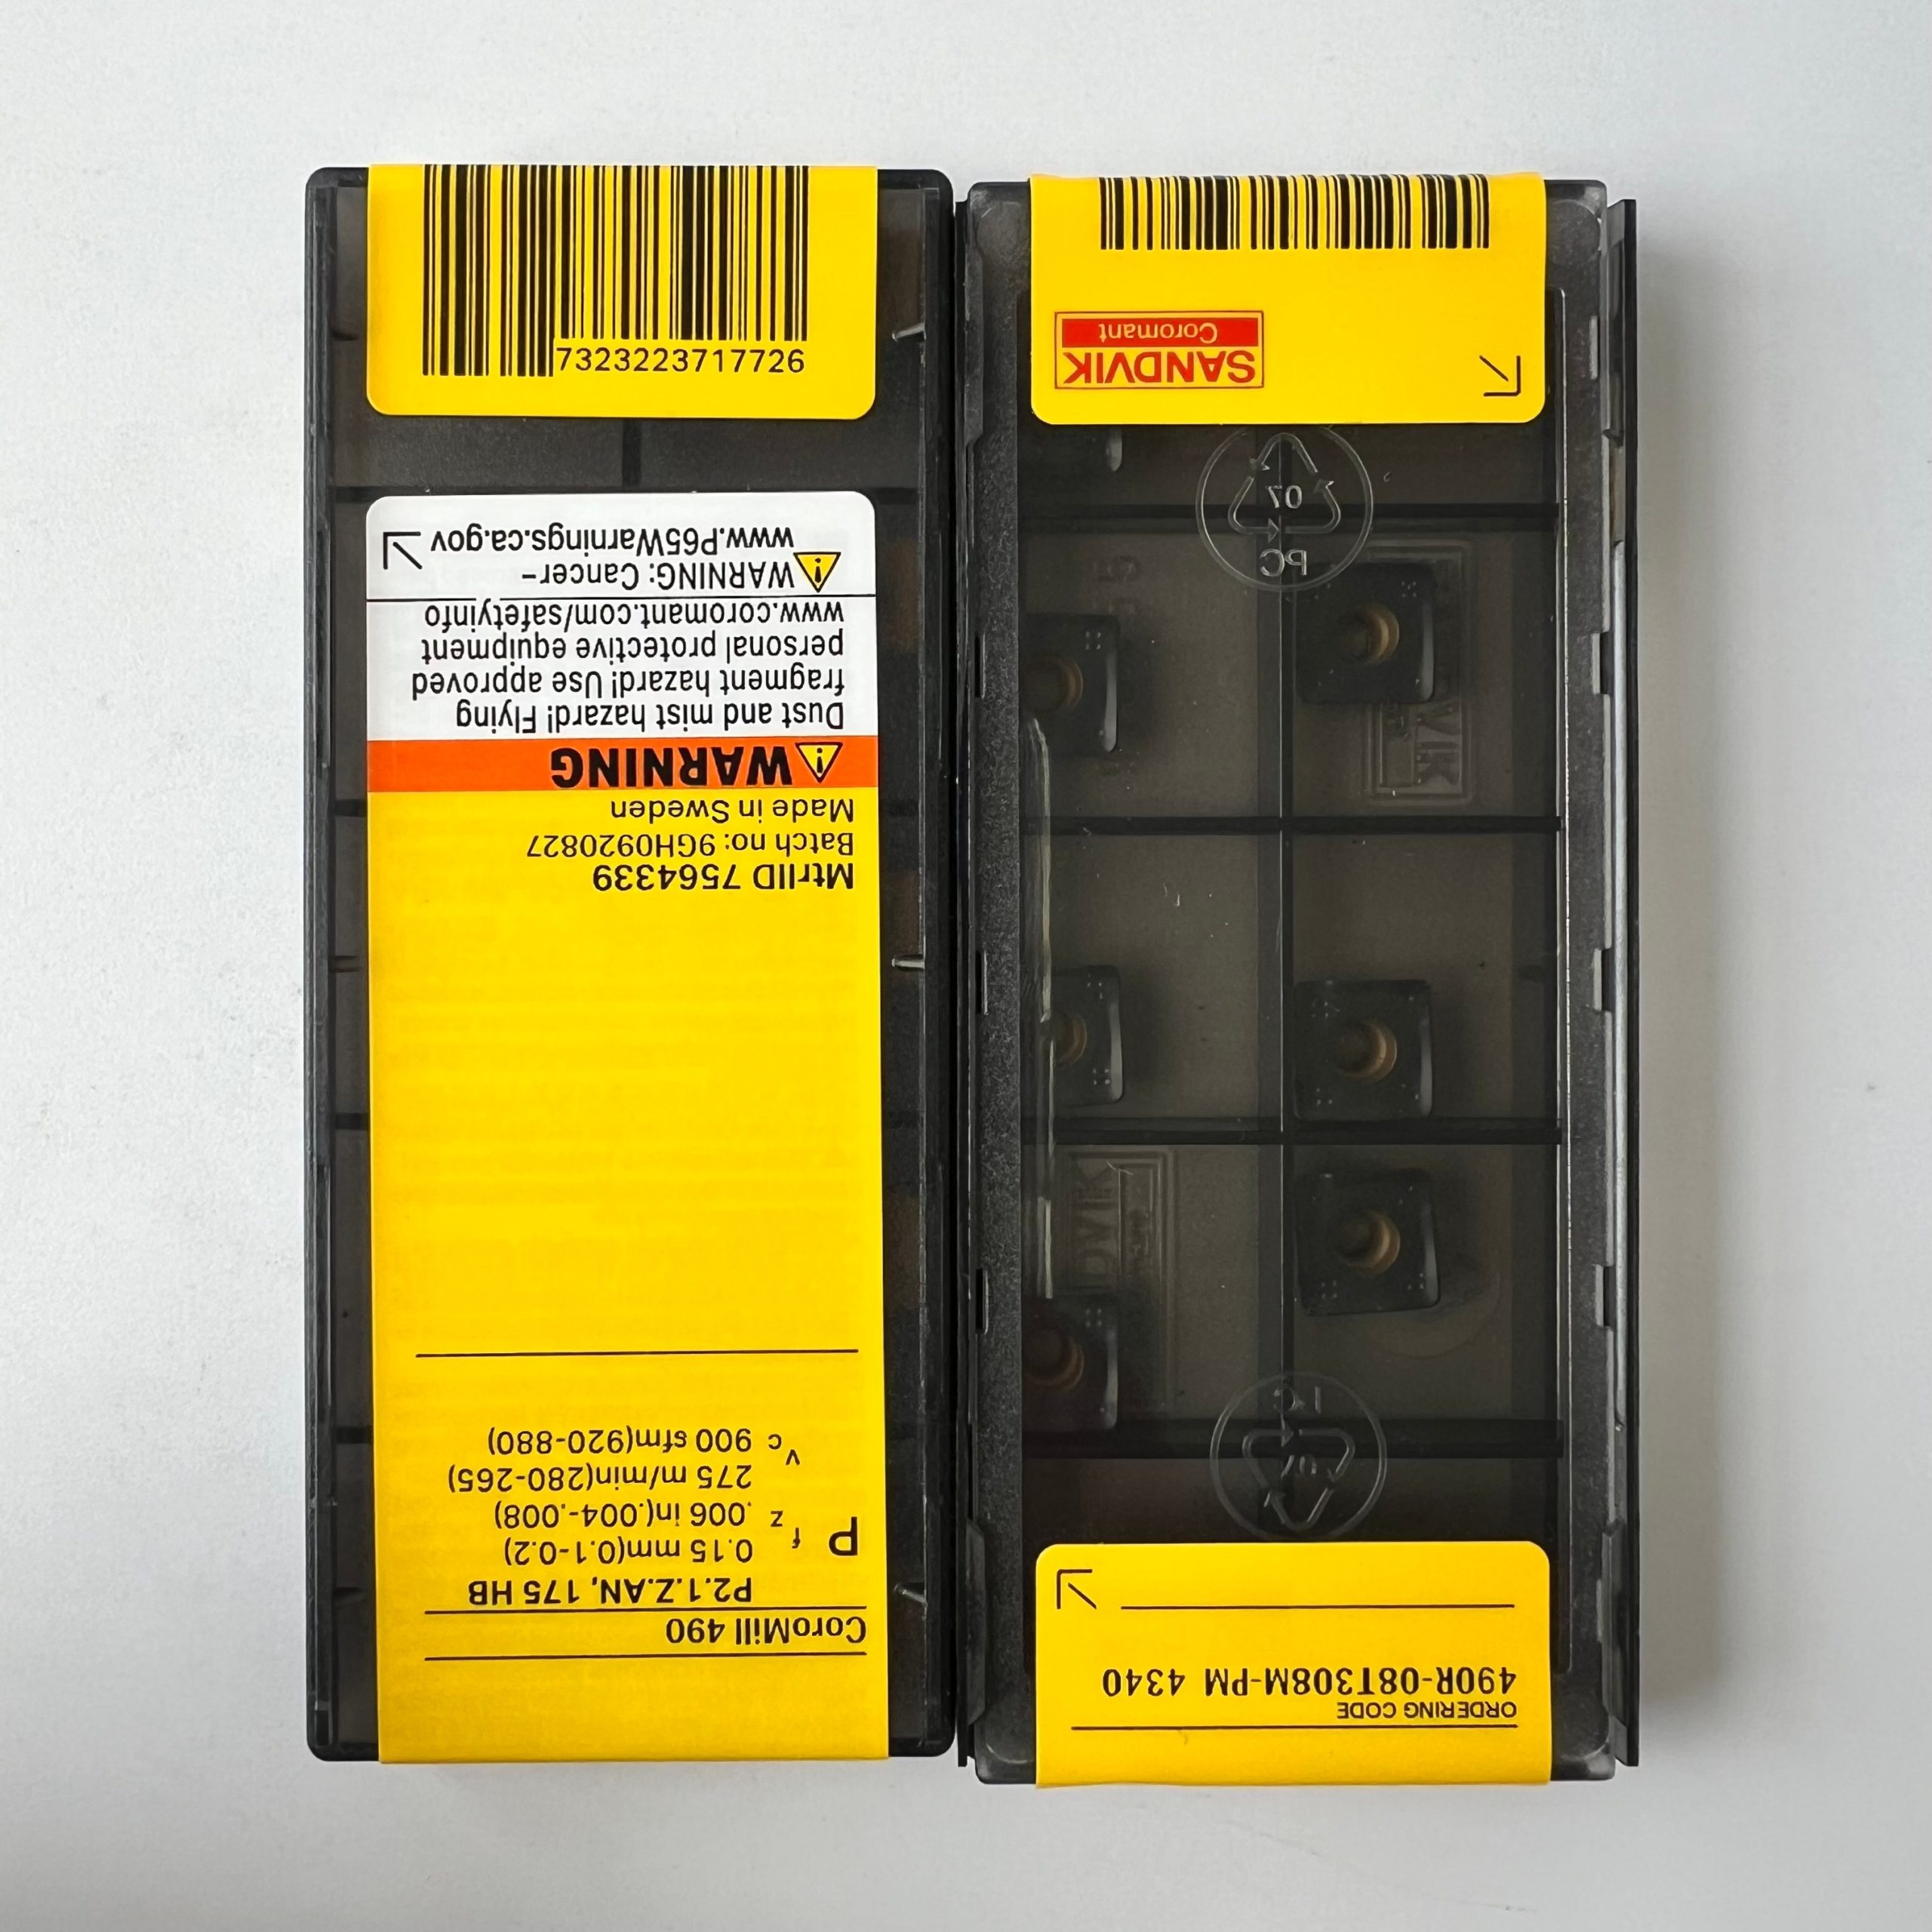 7323223717726
CoroMill 490
P2.1.Z.AN, 175 HB
P
f z
0.15 mm(0.1-0.2)
.006 in(.004-.008)
v c
275 m/min(280-265)
900 sfm(920-880)
MtrlID 7564339
Batch no: 9GH0920827
Made in Sweden
WARNING
Dust and mist hazard! Flying
fragment hazard! Use approved
personal protective equipment
www.coromant.com/safetyinfo
WARNING: Cancer-
www.P65Warnings.ca.gov
ORDERING CODE
490R-08T308M-PM 4340
SANDVIK
Coromant
07
PC